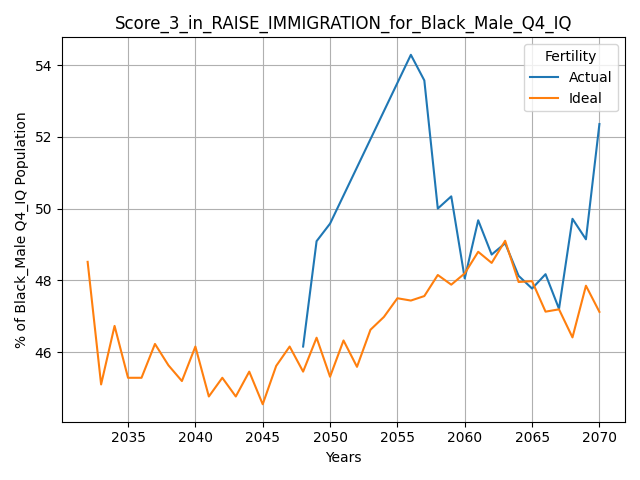 Score_3_in_RAISE_IMMIGRATION_for_Black_Male_Q4_IQ
Fertility
Actual
Ideal
% of Black_Male Q4_IQ Population
54
52
50
48
46
2035
2040
2045
2050
2055
2060
2065
2070
Years